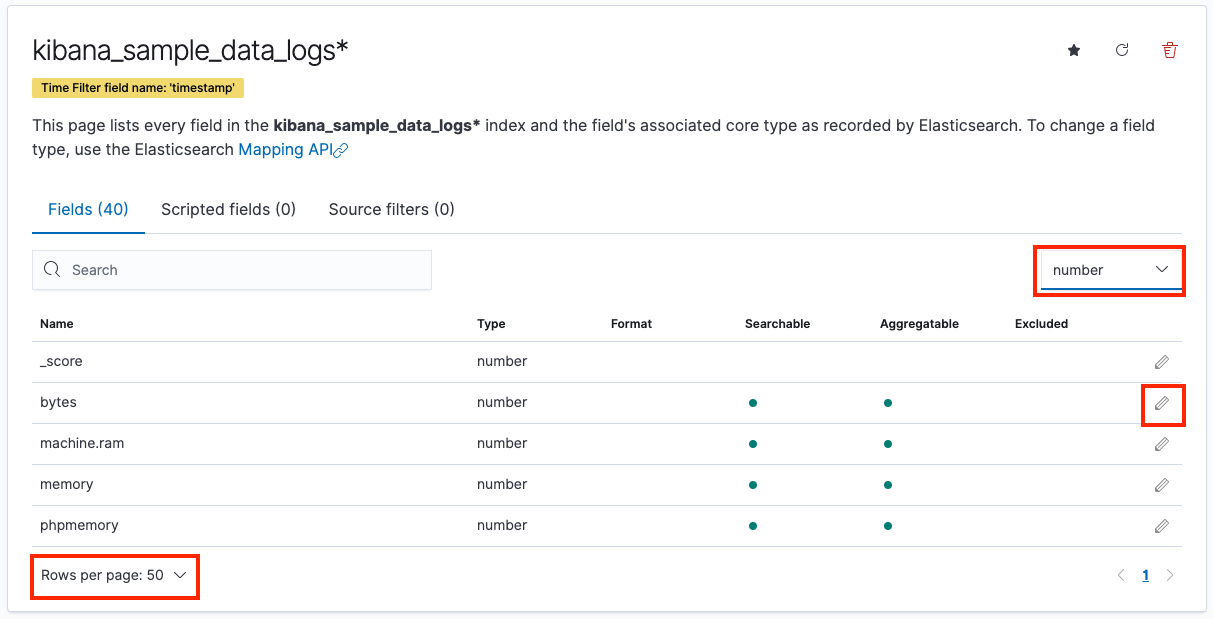 kibana_sample_data_logs*
Time Filter field name: 'timestamp'
This page lists every field in the kibana_sample_data_logs* index and the field's associated core type as recorded by Elasticsearch. To change a field
type, use the Elasticsearch Mapping API
Fields (40) Scripted fields (0) Source filters (0)
Search number
Name Type Format Searchable Aggregatable Excluded
_score number
bytes number
machine.ram number
memory number
phpmemory number
Rows per page: 50 1